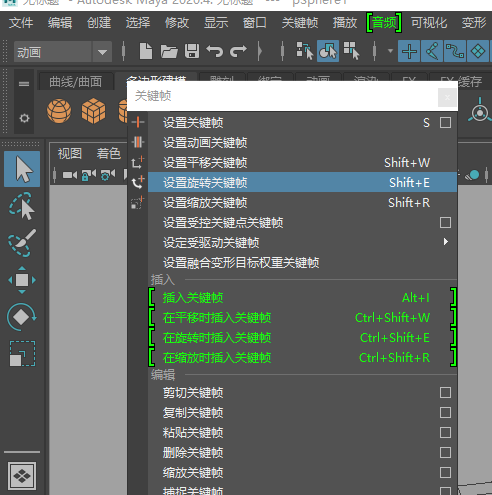 Autodesk Maya 2026.4: 无标题 --- pSphere1
文件 编辑 创建 选择 修改 显示 窗口 关键帧 播放 音频 可视化 变形
动画
曲线/曲面 多边形建模 雕刻 绑定 动画 渲染 FX FX 缓存
关键帧
设置关键帧 S
设置动画关键帧
设置平移关键帧 Shift+W
视图 着色
设置旋转关键帧 Shift+E
设置缩放关键帧 Shift+R
设置受控关键点关键帧
设定受驱动关键帧
设置融合变形目标权重关键帧
插入
插入关键帧 Alt+I
在平移时插入关键帧 Ctrl+Shift+W
在旋转时插入关键帧 Ctrl+Shift+E
在缩放时插入关键帧 Ctrl+Shift+R
编辑
剪切关键帧
复制关键帧
粘贴关键帧
删除关键帧
缩放关键帧
捕捉关键帧